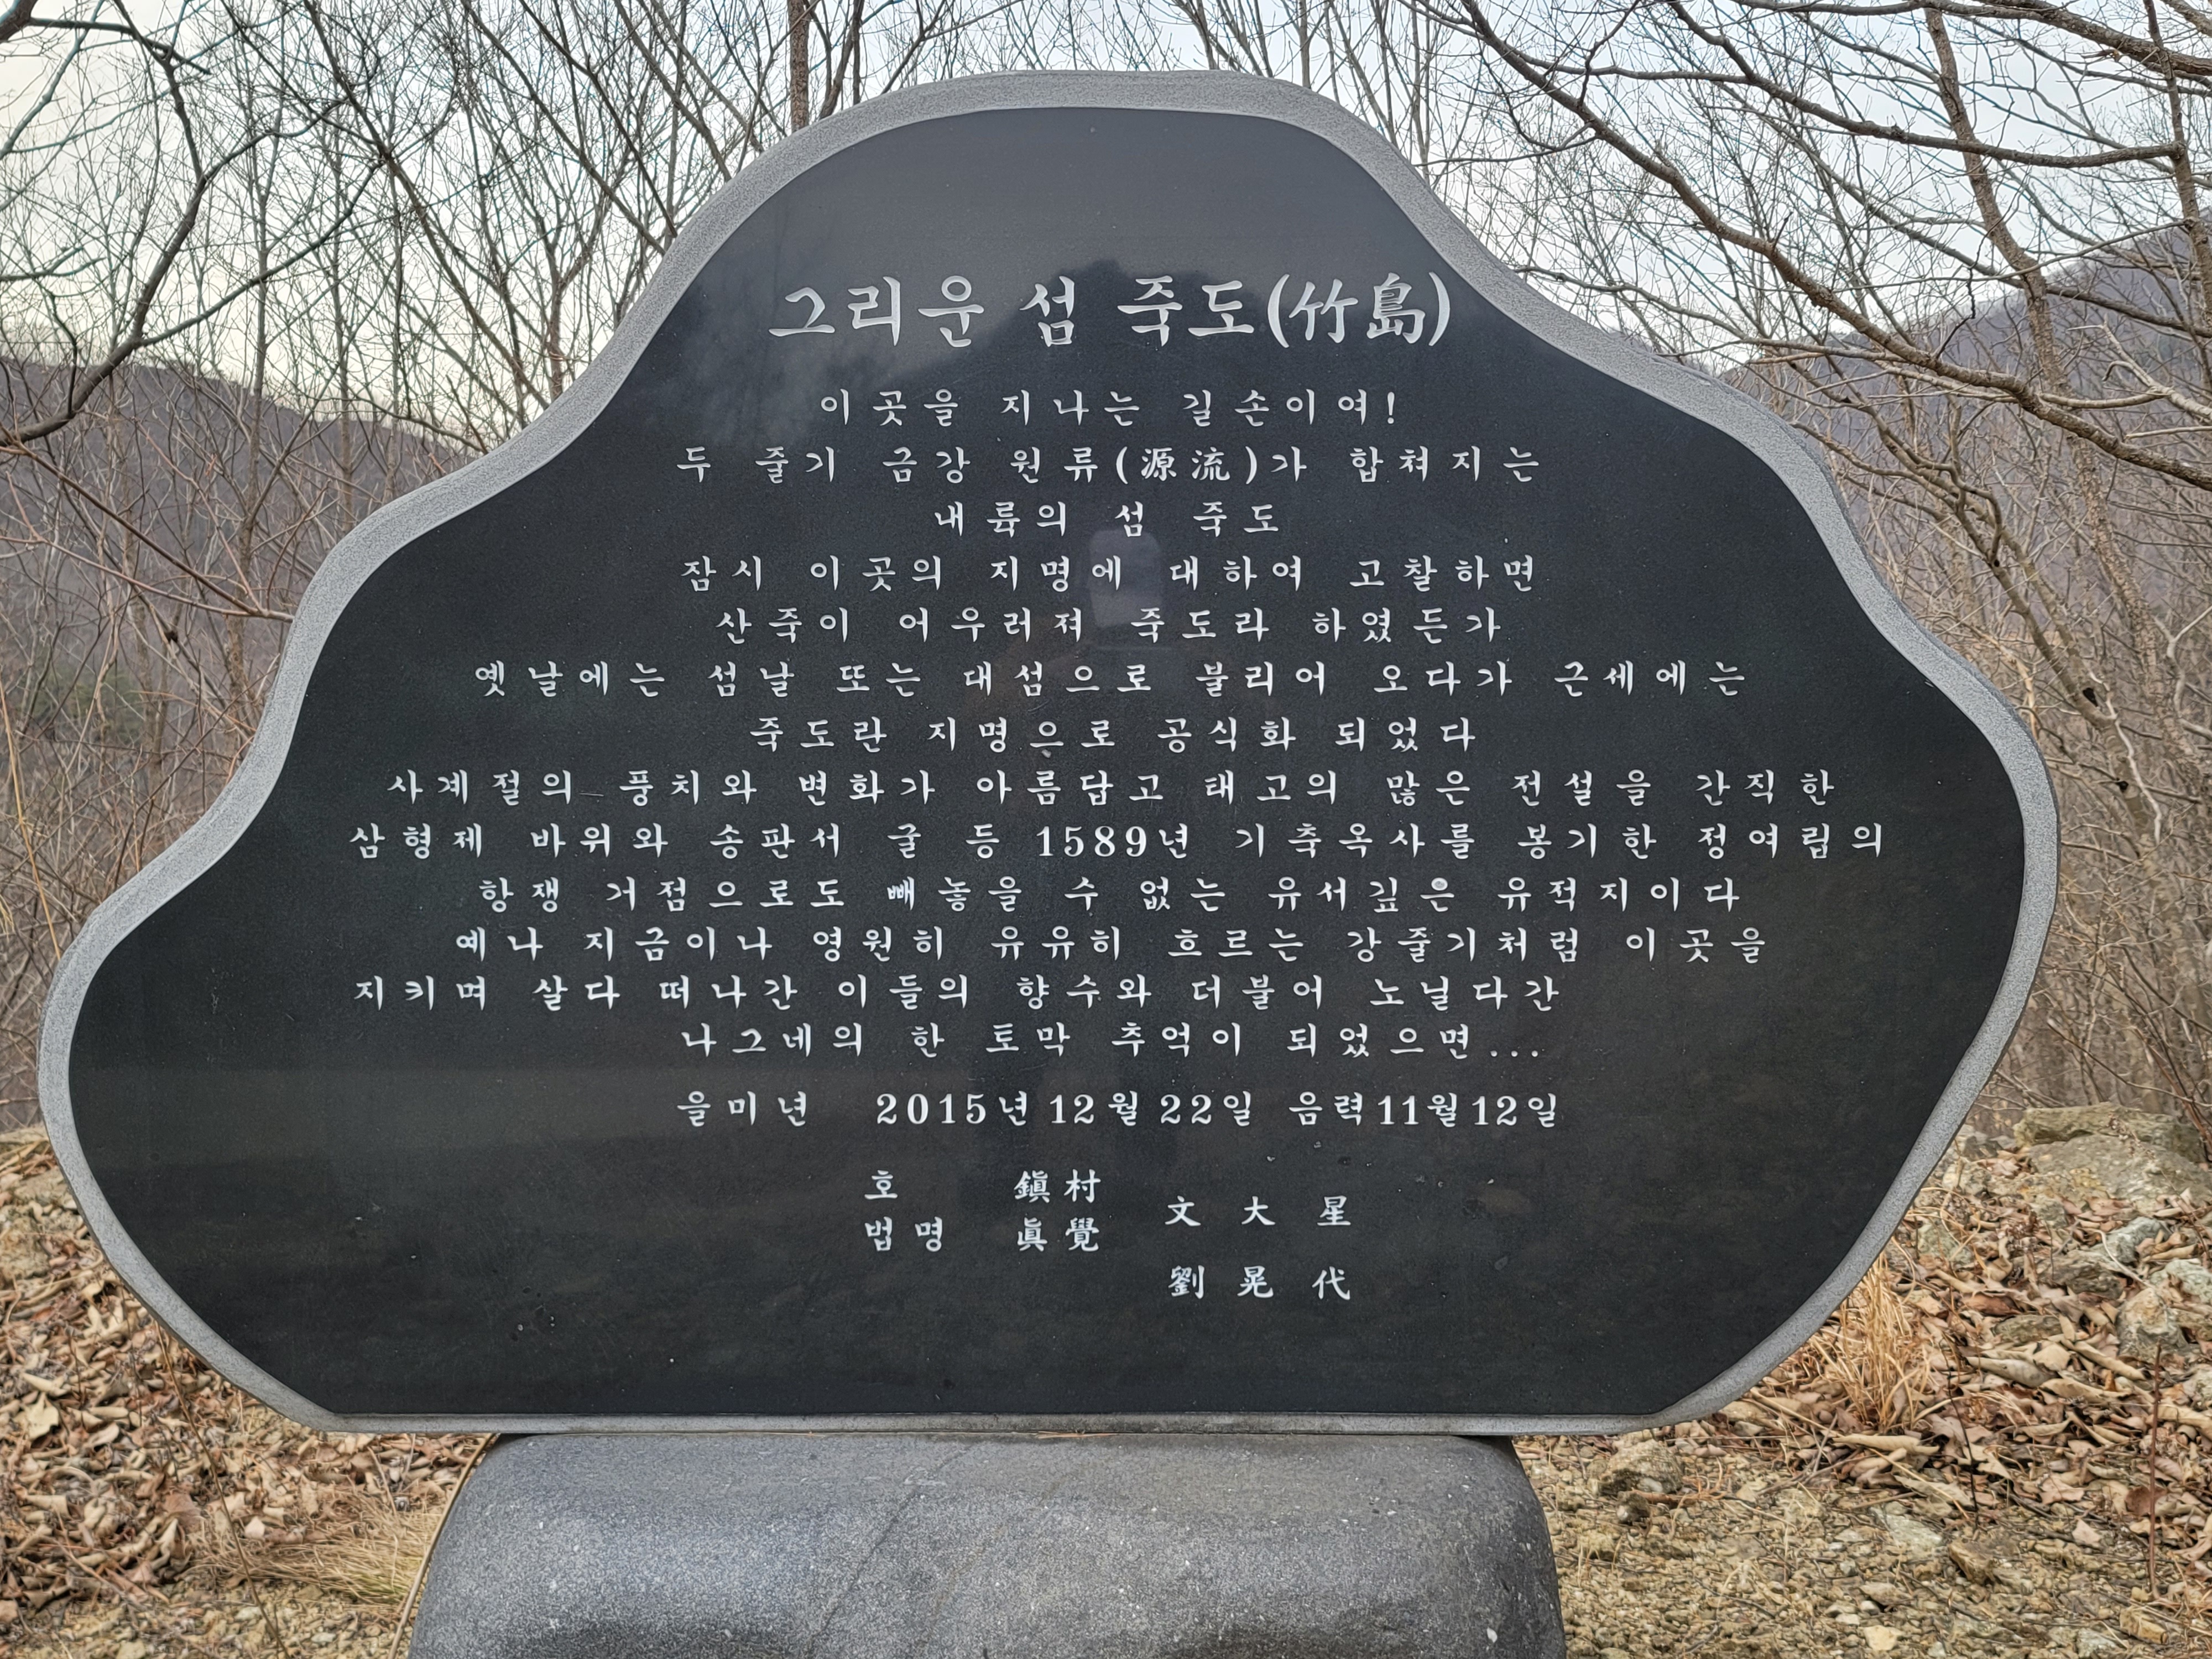 그리운 섬 죽도(竹島)
이곳을 지나는 길손이여!
두 줄기 금강 원류(源流)가 합쳐지는
내륙의 섬 죽도
잠시 이곳의 지명에 대하여 고찰하면
산죽이 어우러져 죽도라 하였든가
옛날에는 섬날 또는 대섬으로 불리어 오다가 근세에는
죽도란 지명으로 공식화 되었다
사계절의 풍치와 변화가 아름답고 태고의 많은 전설을 간직한
삼형제 바위와 송판서 굴 등 1589년 기축옥사를 봉기한 정여립의
항쟁 거점으로도 빼놓을 수 없는 유서깊은 유적지이다
예나 지금이나 영원히 유유히 흐르는 강줄기처럼 이곳을
지키며 살다 떠나간 이들의 향수와 더불어 노닐다간
나그네의 한 토막 추억이 되었으면...
을미년 2015년 12월 22일 음력 11월 12일
호 鎭村
법명 眞覺
文大星
劉晃代